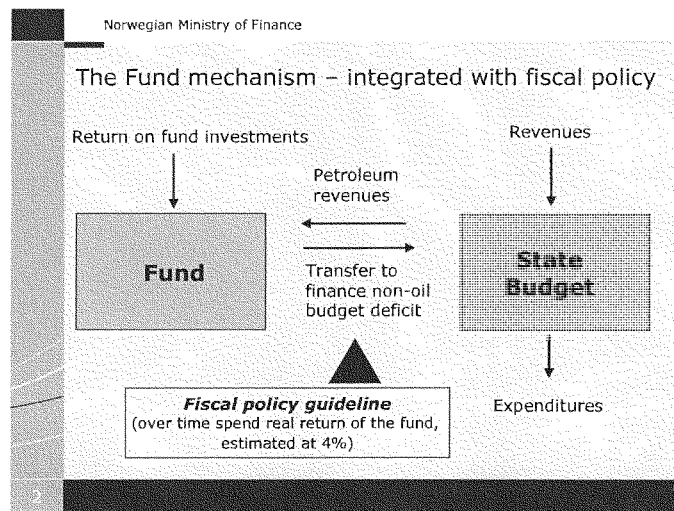 Norwegian Ministry of Finance
The Fund mechanism – integrated with fiscal policy
Return on fund investments
Revenues
Petroleum
revenues
Fund
State
Budget
Transfer to
finance non-oil
budget deficit
Fiscal policy guideline
(over time spend real return of the fund,
estimated at 4%)
Expenditures